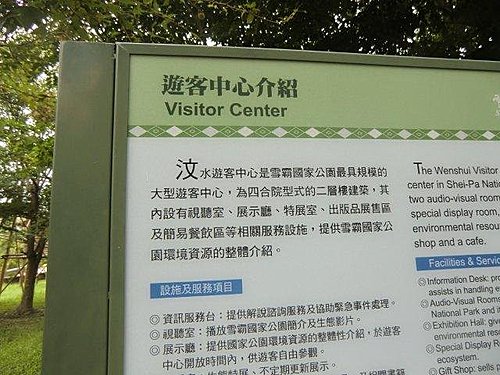 遊客中心介紹
Visitor Center
汶水遊客中心是雪霸國家公園最具規模的
大型遊客中心，為四合院型式的二層樓建築，其
內設有視聽室、展示廳、特展室、出版品展售區
及簡易餐飲區等相關服務設施，提供雪霸國家公
園環境資源的整體介紹。
設施及服務項目
◎資訊服務台：提供解說諮詢服務及協助緊急事件處理。
◎視聽室：播放雪霸國家公園簡介及生態影片。
◎展示廳：提供國家公園環境資源的整體性介紹，於遊客
中心開放時間內，供遊客自由參觀。
不定期更新展示。
The Wenshui Visitor
center in Shei-Pa Nat
two audio-visual room
special display room,
environmental resou
shop and a cafe.
Facilities & Servic
◎Information Desk: pro
assists in handling e
◎Audio-Visual Room
National Park and i
◎Exhibition Hall: give
environmental reso
◎Special Display R
ecosystem.
◎Gift Shop: sells